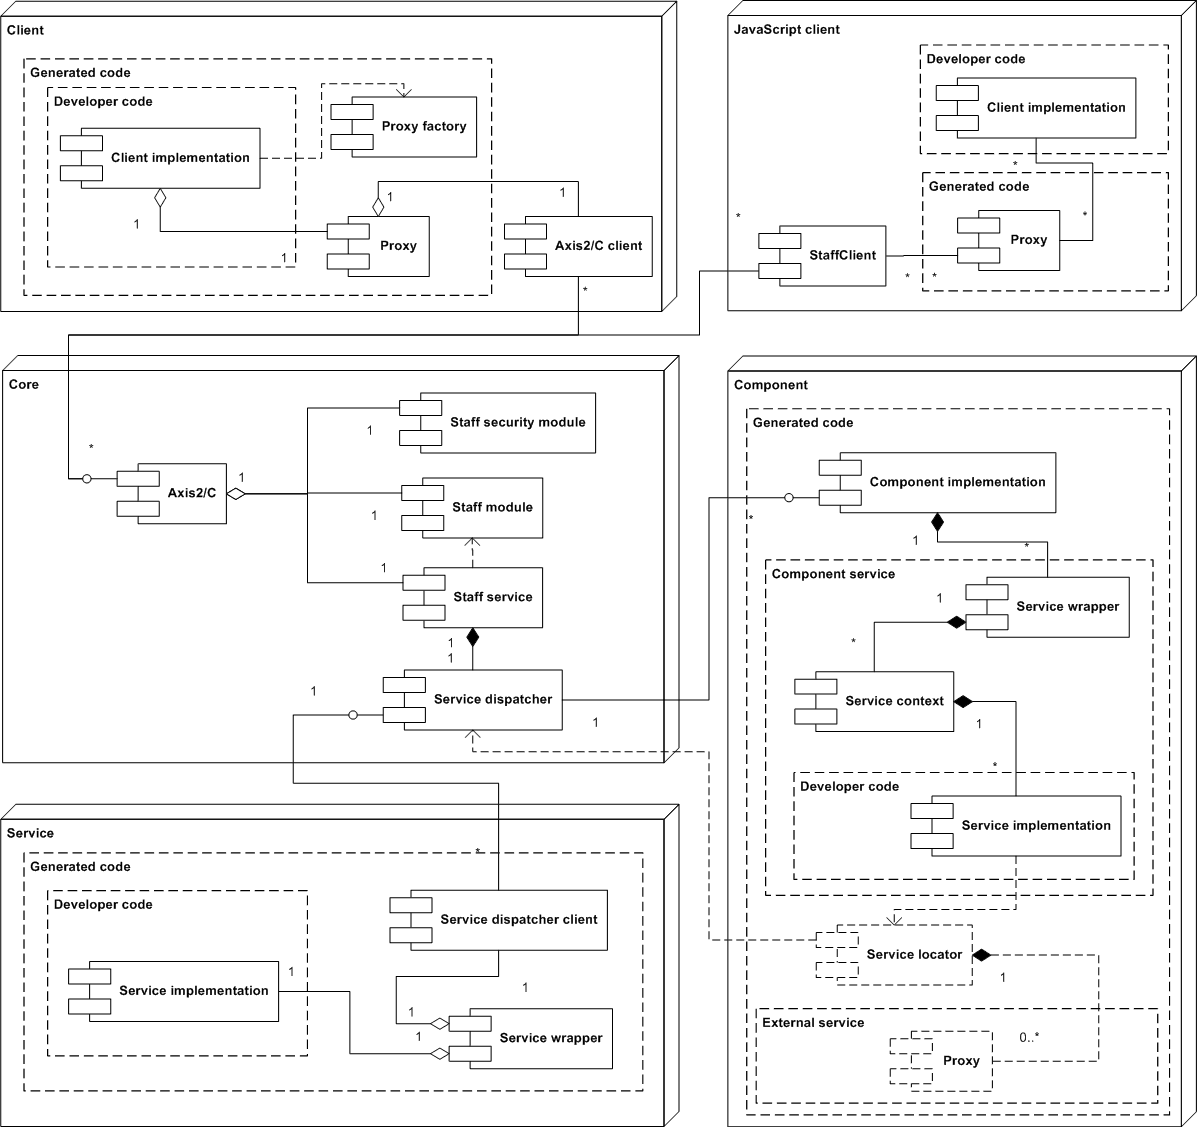 Client
Generated code
Developer code
Client implementation
Proxy factory
1
1
1
1
Proxy
Axis2/C client
*
JavaScript client
Developer code
Client implementation
*
Generated code
*
*
Proxy
StaffClient
*
*
Core
Staff security module
1
*
1
Axis2/C
Staff module
1
1
Staff service
1
1
1
Service dispatcher
1
Component
Generated code
Component implementation
*
1
*
Component service
1
Service wrapper
*
Service context
1
*
Developer code
Service implementation
Service locator
1
External service
0..*
Proxy
Service
*
Generated code
Developer code
Service dispatcher client
1
Service implementation
1
1
1
Service wrapper